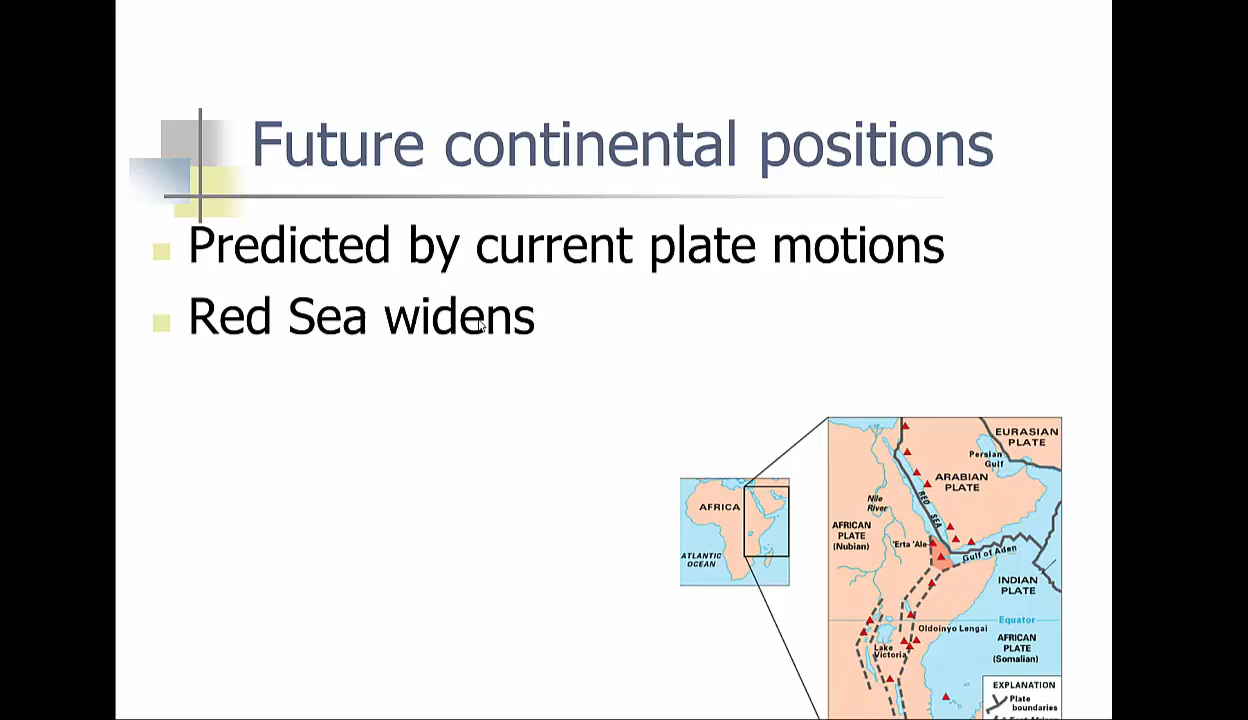 Future continental positions
Predicted by current plate motions
Red Sea widens
EURASIAN
PLATE
Persian
Gulf
ARABIAN
PLATE
AFRICA
Nile
River
RED SEA
AFRICAN
PLATE
(Nubian)
'Erta 'Ale
Gulf of Aden
ATLANTIC
OCEAN
INDIAN
PLATE
Equator
Oldoinyo Lengai
AFRICAN
PLATE
(Somalian)
Lake
Victoria
EXPLANATION
Plate
boundaries